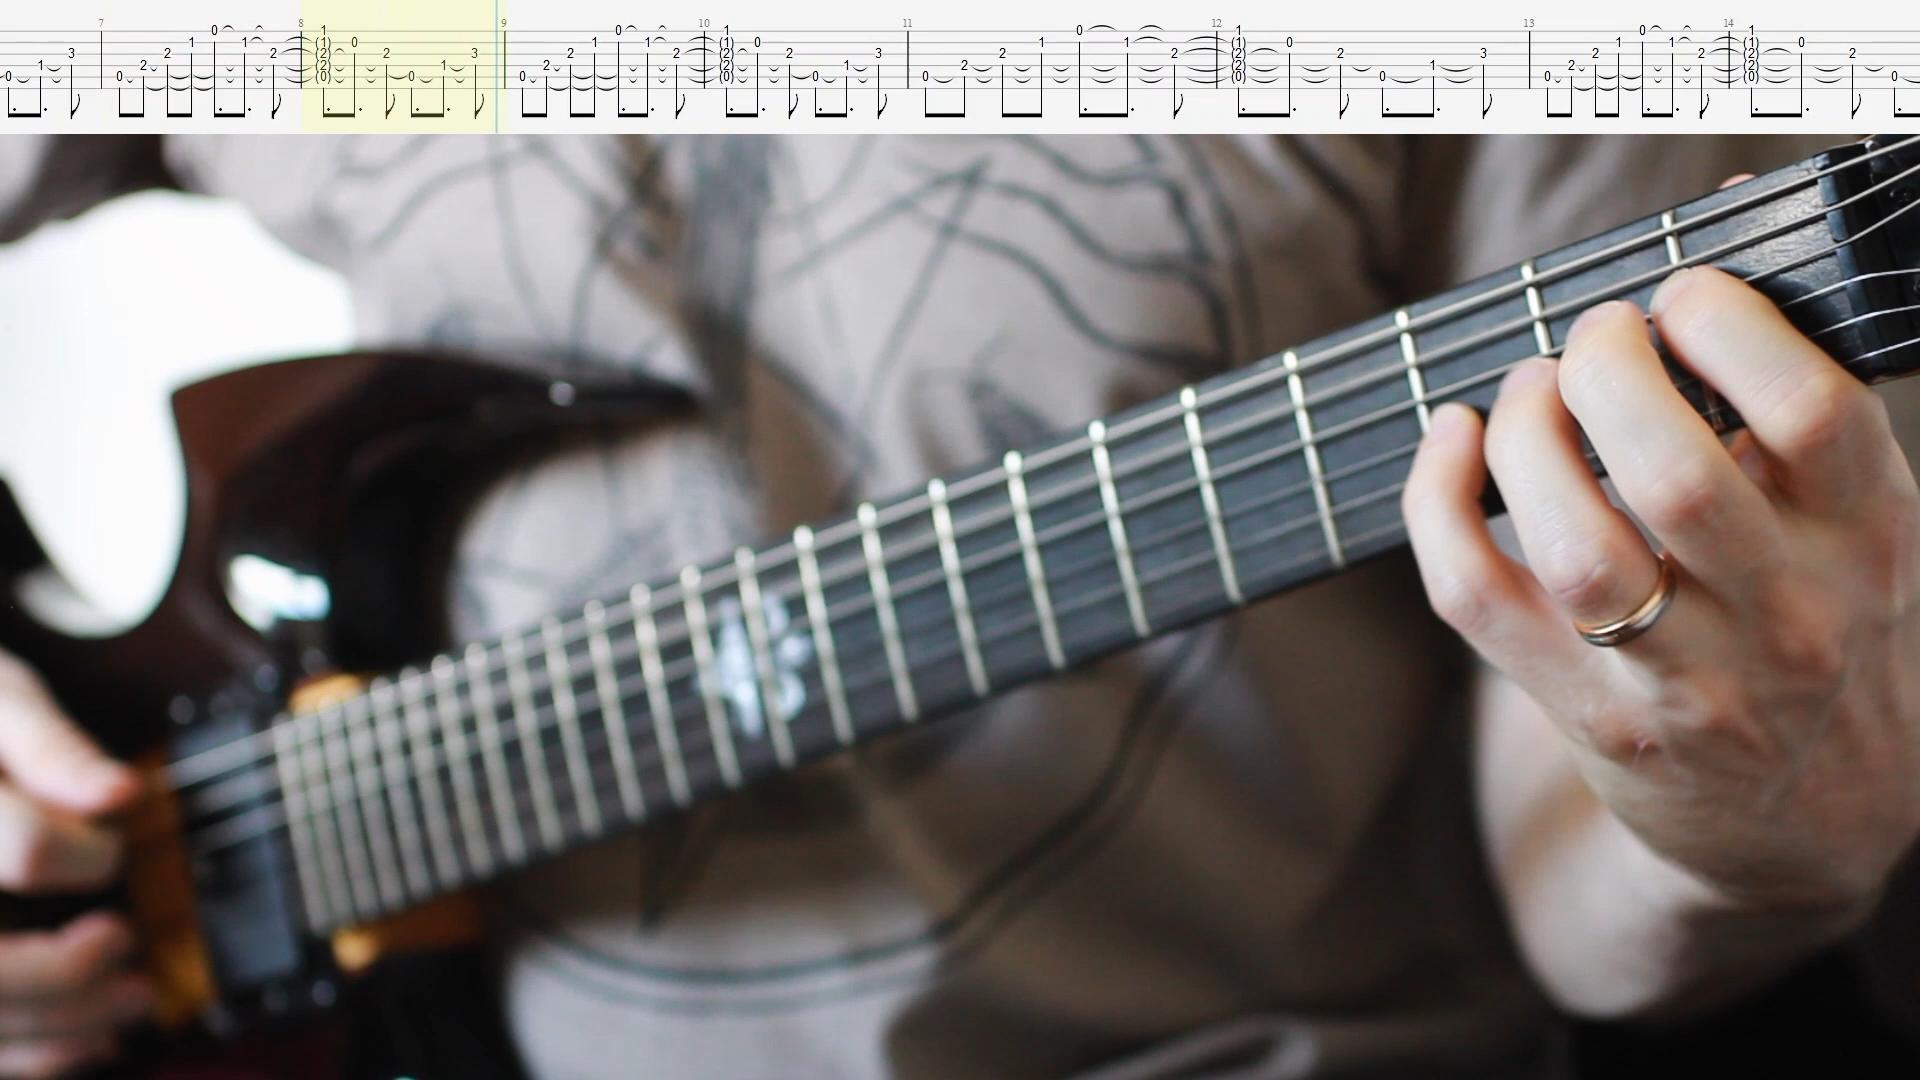 7 8 9 10 11 12 13 14
0 1 0 0 1 0 0
1 1 (1) 0 1 1 (1) 0 1 1 (1) 0 1 1 (1) 0
3 2 2 (2) 2 3 2 2 (2) 2 3 2 2 (2) 2 3 2 2 (2) 2
1 2 (2) 1 2 (2) 1 2 (2) 1 2 (2)
0 0 (0) 0 0 (0) 0 0 (0) 0 0 (0) 0